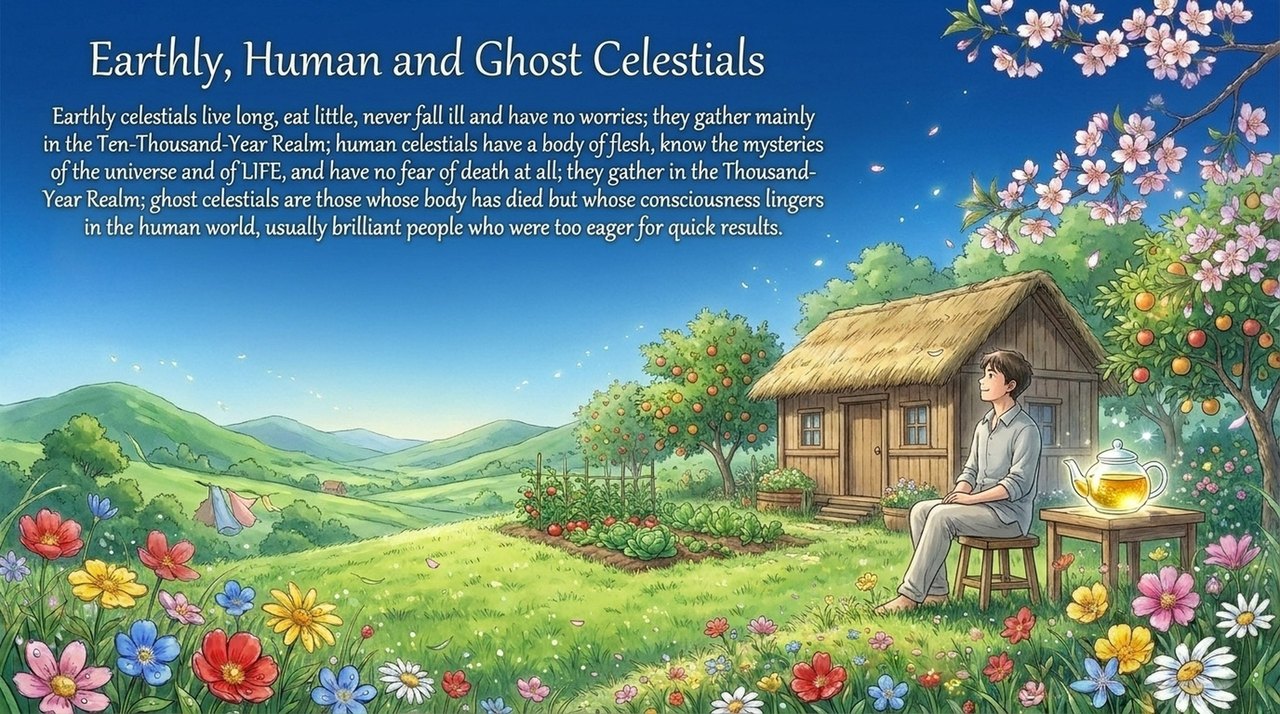 Earthly, Human and Ghost Celestials
Earthly celestials live long, eat little, never fall ill and have no worries; they gather mainly
in the Ten-Thousand-Year Realm; human celestials have a body of flesh, know the mysteries
of the universe and of LIFE, and have no fear of death at all; they gather in the Thousand-
Year Realm; ghost celestials are those whose body has died but whose consciousness lingers
in the human world, usually brilliant people who were too eager for quick results.